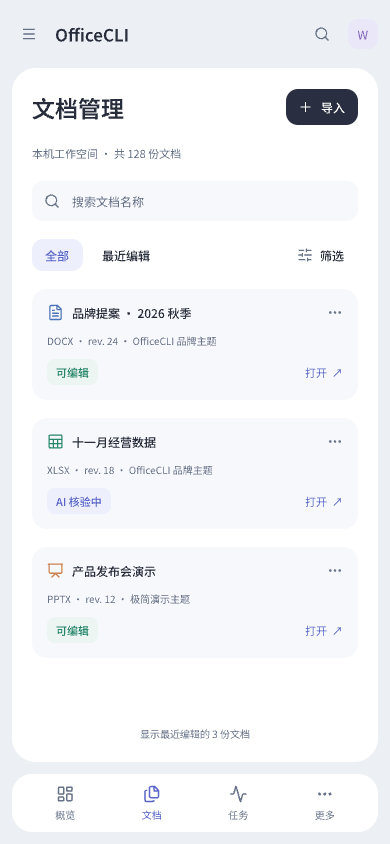 OfficeCLI
W
文档管理
导入
本机工作空间 · 共 128 份文档
搜索文档名称
全部
最近编辑
筛选
品牌提案 · 2026 秋季
DOCX · rev. 24 · OfficeCLI 品牌主题
可编辑
打开 ↗
十一月经营数据
XLSX · rev. 18 · OfficeCLI 品牌主题
AI 核验中
打开 ↗
产品发布会演示
PPTX · rev. 12 · 极简演示主题
可编辑
打开 ↗
显示最近编辑的 3 份文档
概览
文档
任务
更多